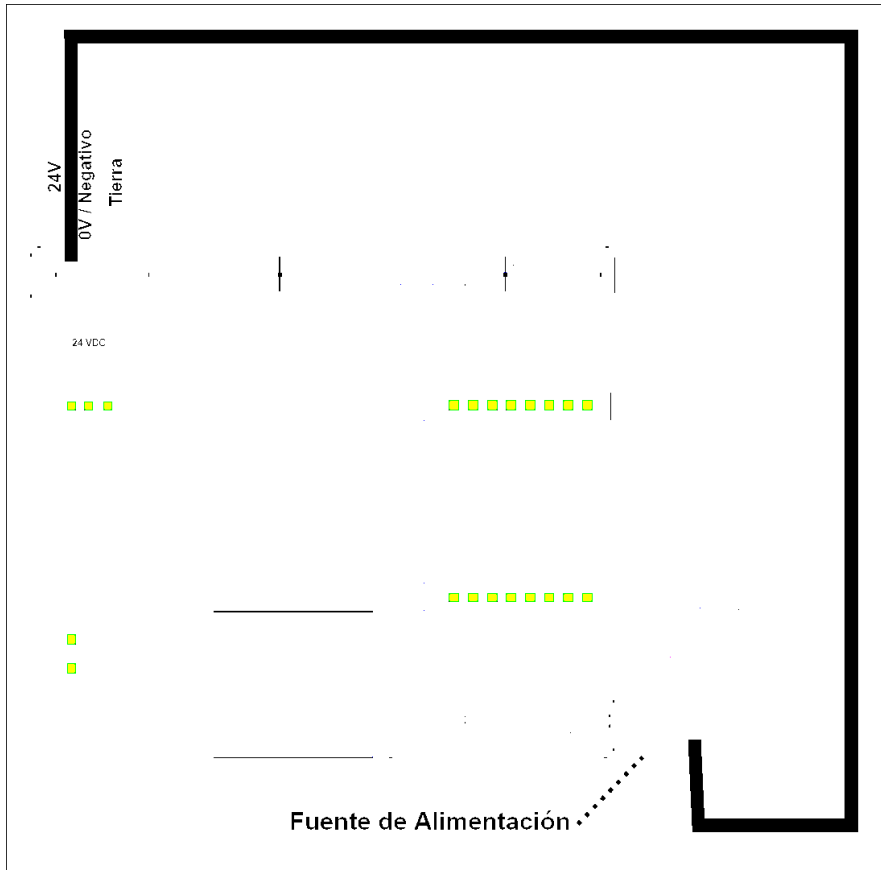 24V
0V / Negativo
Tierra
24 VDC
Fuente de Alimentación